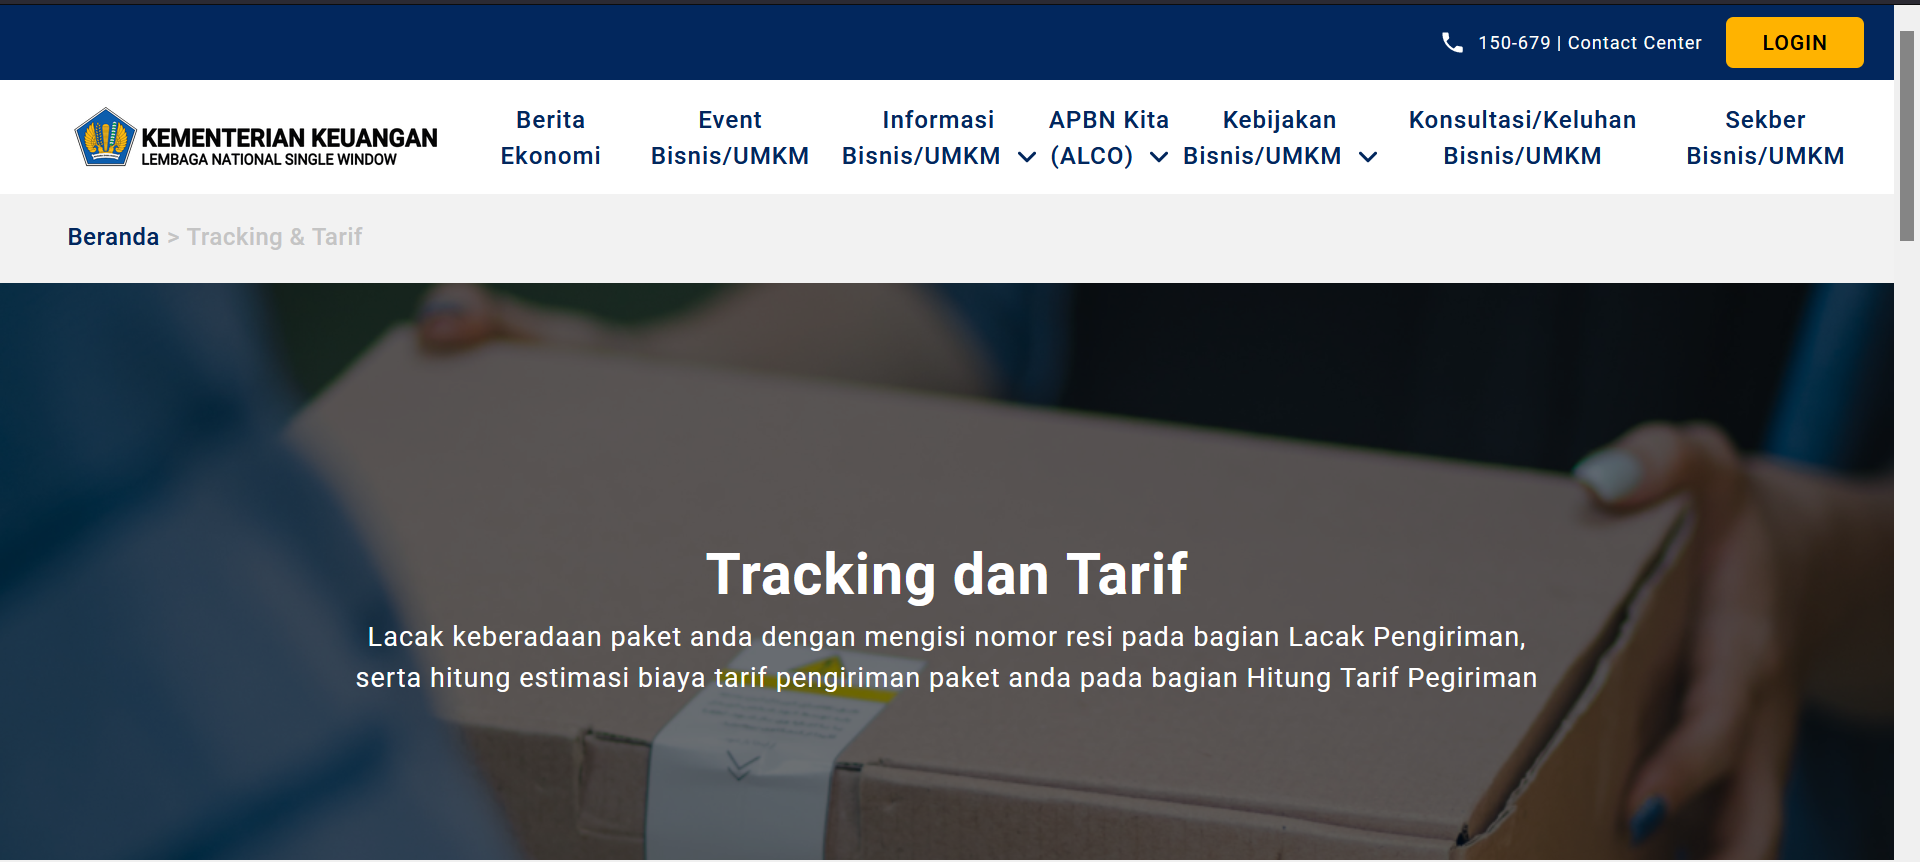 150-679 | Contact Center
LOGIN
KEMENTERIAN KEUANGAN
LEMBAGA NATIONAL SINGLE WINDOW
Berita
Ekonomi
Event
Bisnis/UMKM
Informasi
Bisnis/UMKM
APBN Kita
(ALCO)
Kebijakan
Bisnis/UMKM
Konsultasi/Keluhan
Bisnis/UMKM
Sekber
Bisnis/UMKM
Beranda > Tracking & Tarif
Tracking dan Tarif
Lacak keberadaan paket anda dengan mengisi nomor resi pada bagian Lacak Pengiriman,
serta hitung estimasi biaya tarif pengiriman paket anda pada bagian Hitung Tarif Pegiriman